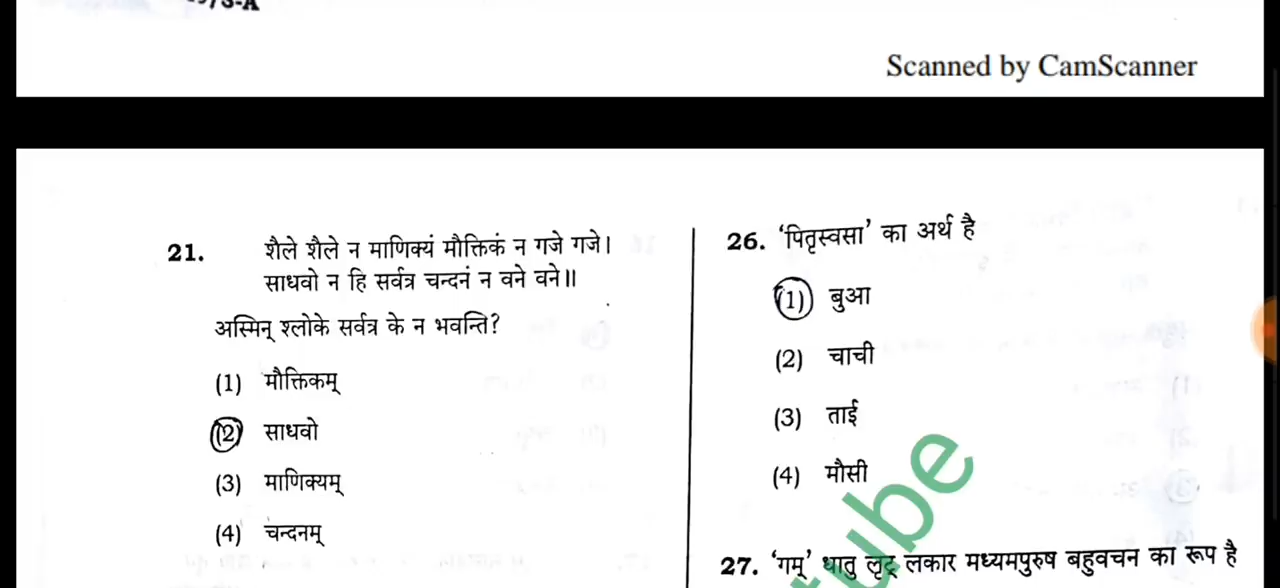 Scanned by CamScanner
21. शैले शैले न माणिक्यं मौक्तिकं न गजे गजे।
साधवो न हि सर्वत्र चन्दनं न वने वने॥
अस्मिन् श्लोके सर्वत्र के न भवन्ति?
(1) मौक्तिकम्
(2) साधवो
(3) माणिक्यम्
(4) चन्दनम्
26. ‘पितृस्वसा’ का अर्थ है
(1) बुआ
(2) चाची
(3) ताई
(4) मौसी
27. ‘गम्’ धातु लृट् लकार मध्यमपुरुष बहुवचन का रूप है
tube